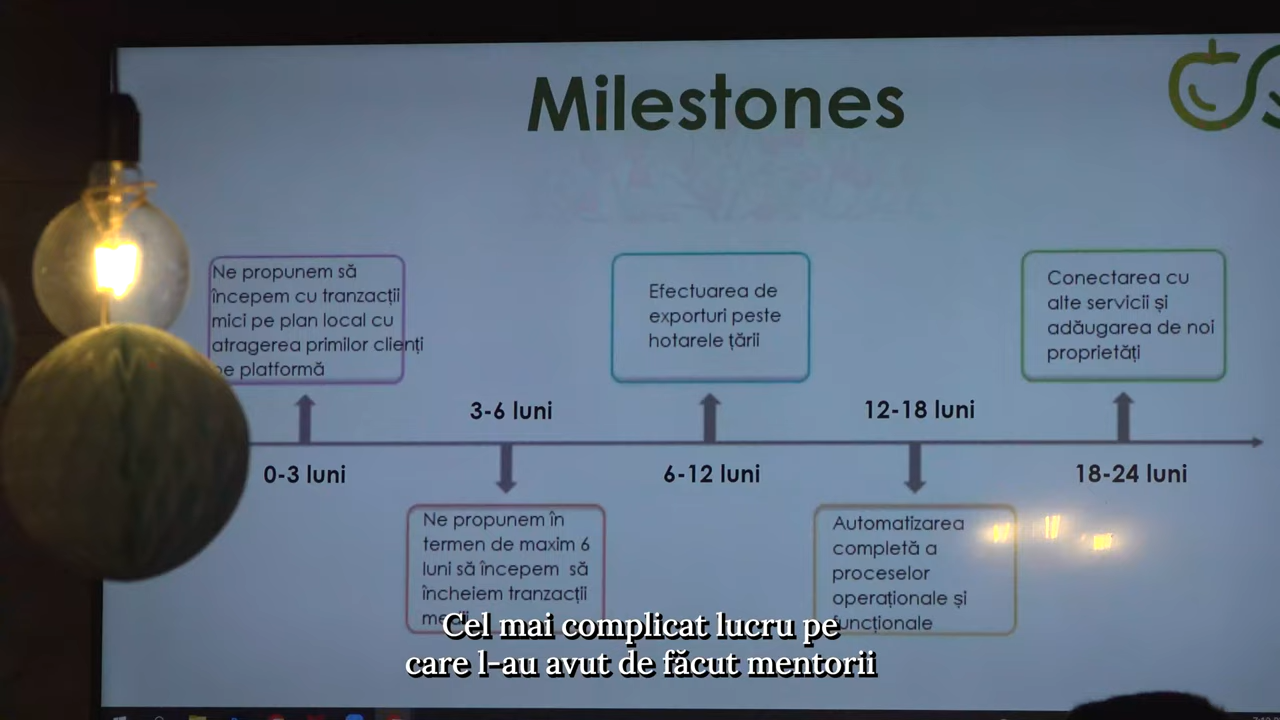 Milestones
Ne propunem să
începem cu tranzacții
mici pe plan local cu
atragerea primilor clienți
pe platformă
Efectuarea de
exporturi peste
hotarele țării
Conectarea cu
alte servicii și
adăugarea de noi
proprietăți
3-6 luni
12-18 luni
0-3 luni
6-12 luni
18-24 luni
Ne propunem în
termen de maxim 6
luni să începem să
încheiem tranzacții
Automatizarea
completă a
proceselor
operaționale și
funcționale
Cel mai complicat lucru pe
care l-au avut de făcut mentorii